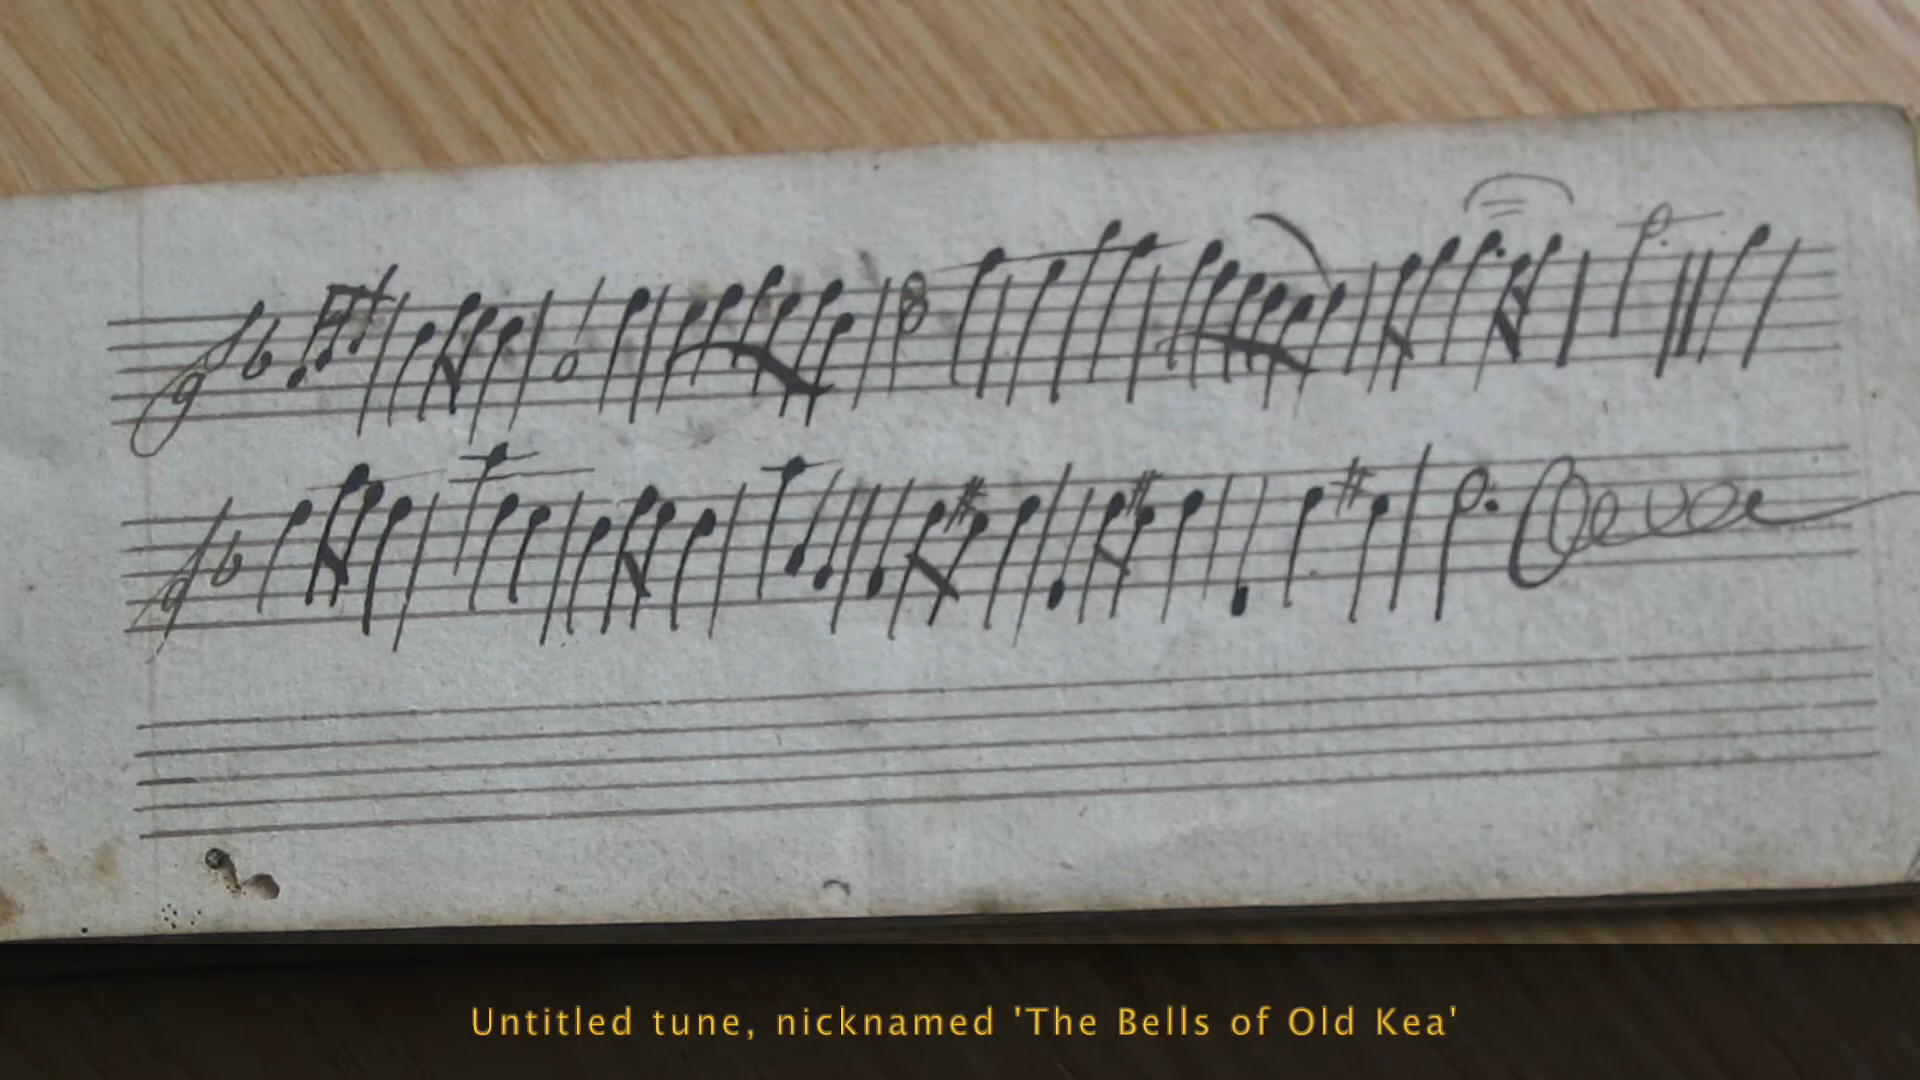 Untitled tune, nicknamed 'The Bells of Old Kea'